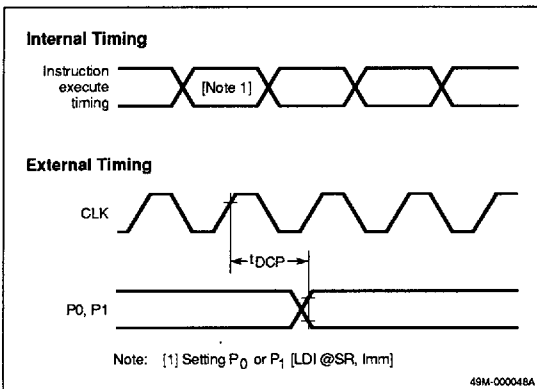 Internal Timing
Instruction
execute
timing
[Note 1]
External Timing
CLK
tDCP
P0, P1
Note: [1] Setting P0 or P1 [LDI @SR, Imm]
49M-000048A